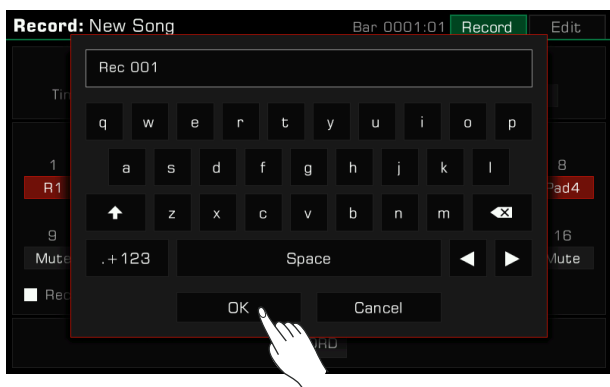 Record: New Song Bar 0001:01 Record Edit
Rec 001
q w e r t y u i o p
1 a s d f g h j k l 8
R1 Pad4
z x c v b n m
9 16
Mute .+123 Space Mute
Rec
OK Cancel